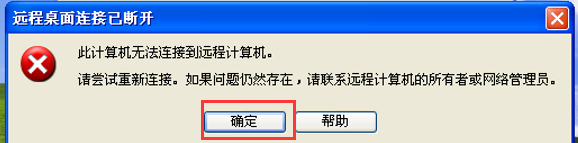 远程桌面连接已断开
此计算机无法连接到远程计算机。
请尝试重新连接。如果问题仍然存在，请联系远程计算机的所有者或网络管理员。
确定
帮助